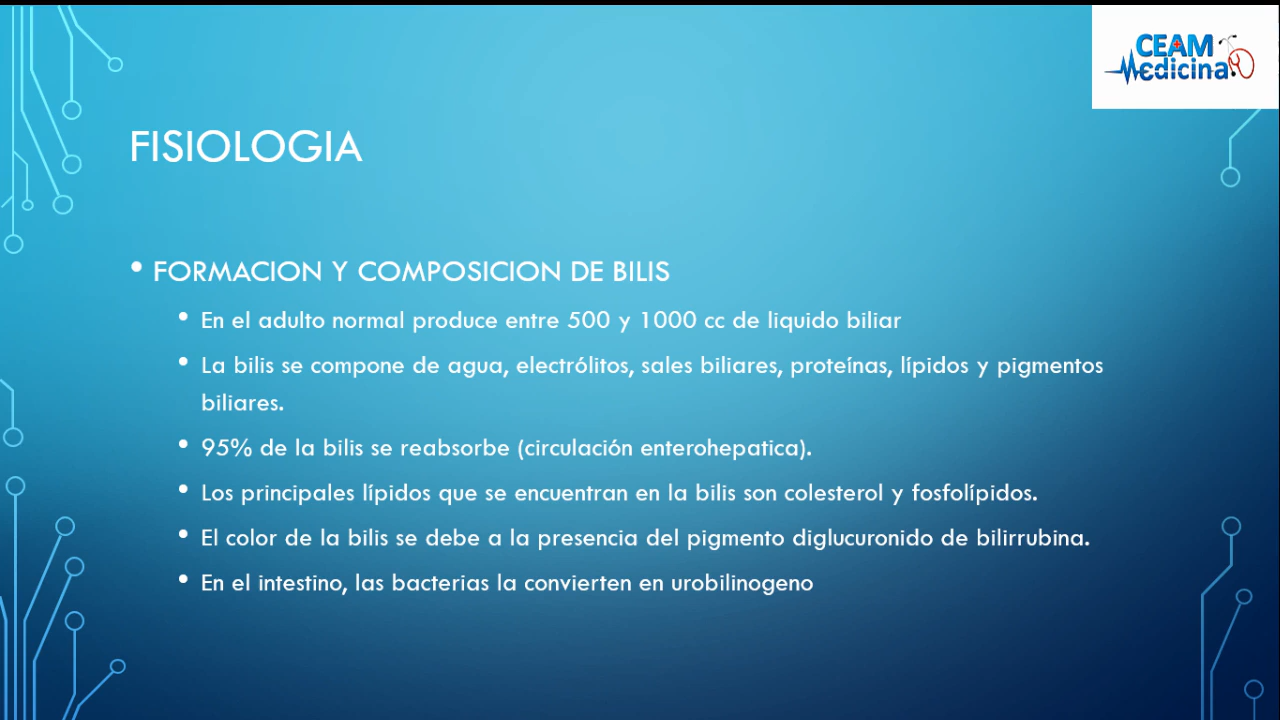 CEAM
Medicina
FISIOLOGIA
• FORMACION Y COMPOSICION DE BILIS
• En el adulto normal produce entre 500 y 1000 cc de liquido biliar
• La bilis se compone de agua, electrólitos, sales biliares, proteínas, lípidos y pigmentos
biliares.
• 95% de la bilis se reabsorbe (circulación enterohepatica).
• Los principales lípidos que se encuentran en la bilis son colesterol y fosfolípidos.
• El color de la bilis se debe a la presencia del pigmento diglucuronido de bilirrubina.
• En el intestino, las bacterias la convierten en urobilinogeno